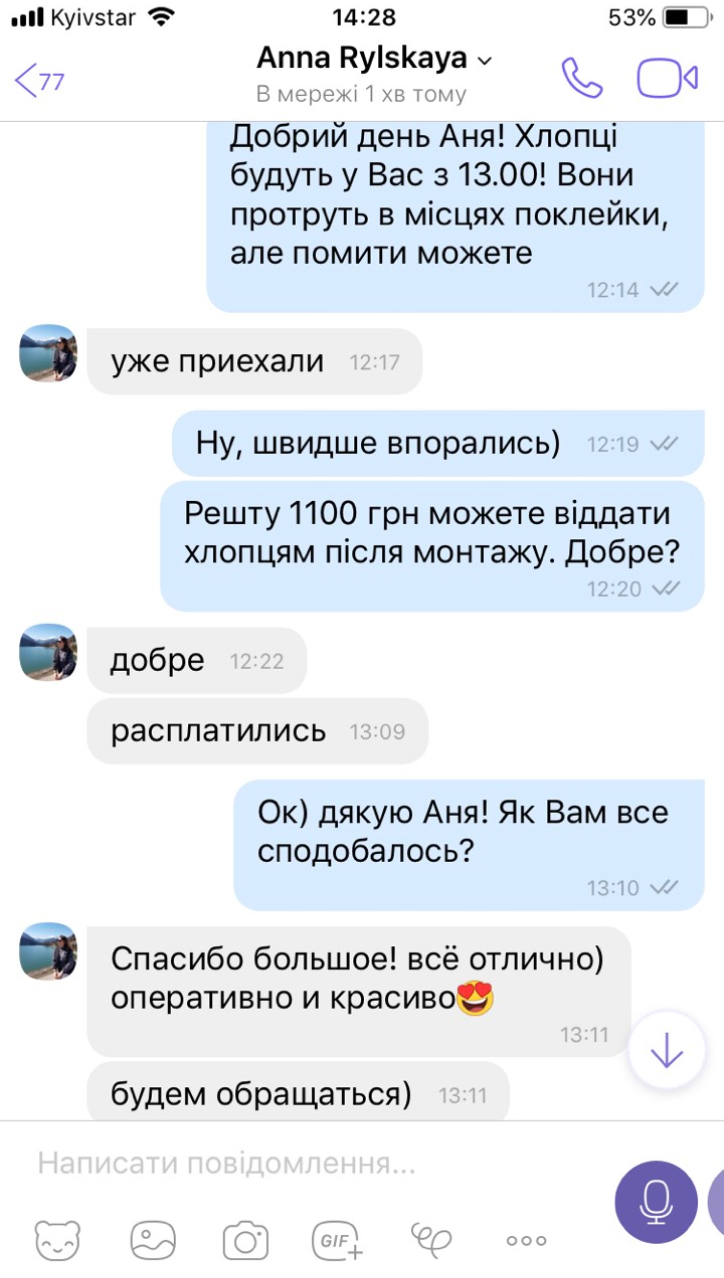 Kyivstar 14:28 53%
77 Anna Rylskaya
В мережі 1 хв тому
Добрий день Аня! Хлопці
будуть у Вас з 13.00! Вони
протруть в місцях поклейки,
але помити можете
12:14
уже приехали 12:17
Ну, швидше впорались) 12:19
Решту 1100 грн можете віддати
хлопцям після монтажу. Добре?
12:20
добре 12:22
расплатились 13:09
Ок) дякую Аня! Як Вам все
сподобалось?
13:10
Спасибо большое! всё отлично)
оперативно и красиво😍
13:11
будем обращаться) 13:11
Написати повідомлення...
GIF